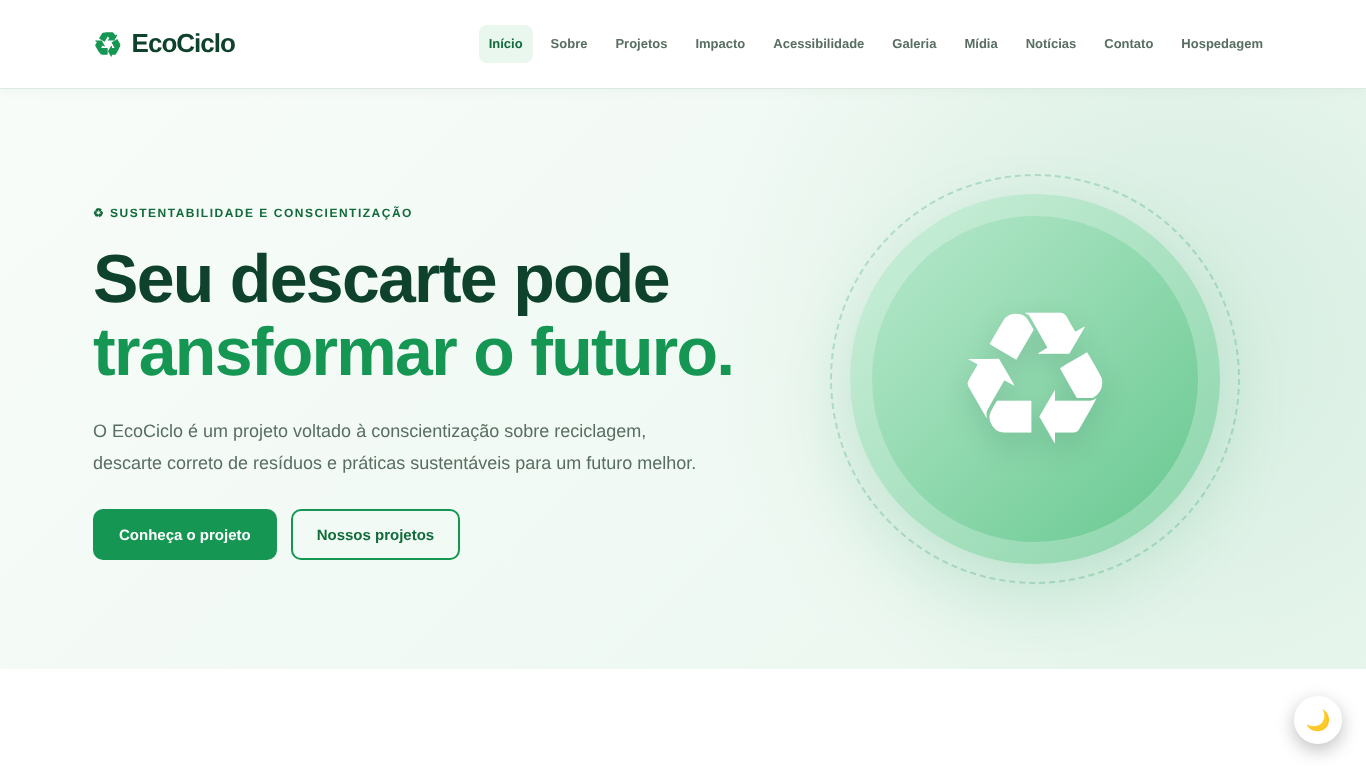 ♻ EcoCiclo
Início Sobre Projetos Impacto Acessibilidade Galeria Mídia Notícias Contato Hospedagem
♻ SUSTENTABILIDADE E CONSCIENTIZAÇÃO
Seu descarte pode
transformar o futuro.
O EcoCiclo é um projeto voltado à conscientização sobre reciclagem,
descarte correto de resíduos e práticas sustentáveis para um futuro melhor.
Conheça o projeto
Nossos projetos